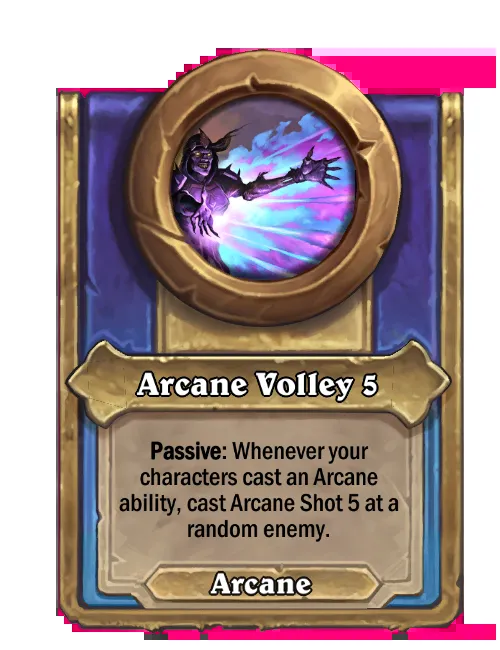 Arcane Volley 5
Passive: Whenever your
characters cast an Arcane
ability, cast Arcane Shot 5 at a
random enemy.
Arcane